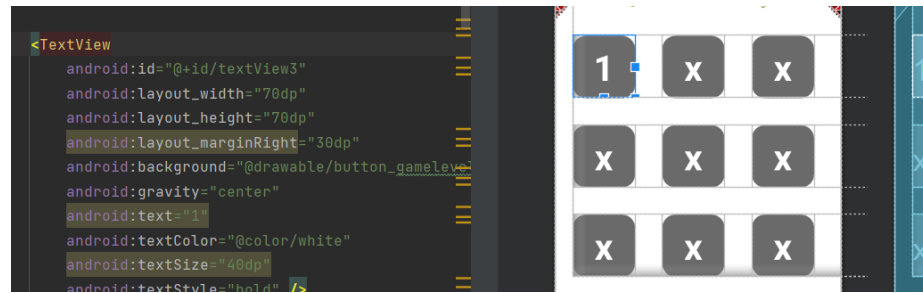 <TextView
android:id="@+id/textView3"
android:layout_width="70dp"
android:layout_height="70dp"
android:layout_marginRight="30dp"
android:background="@drawable/button_gameleve
android:gravity="center"
android:text="1"
android:textColor="@color/white"
android:textSize="40dp"
android:textStyle="bold" />
1 x x
x x x
x x x